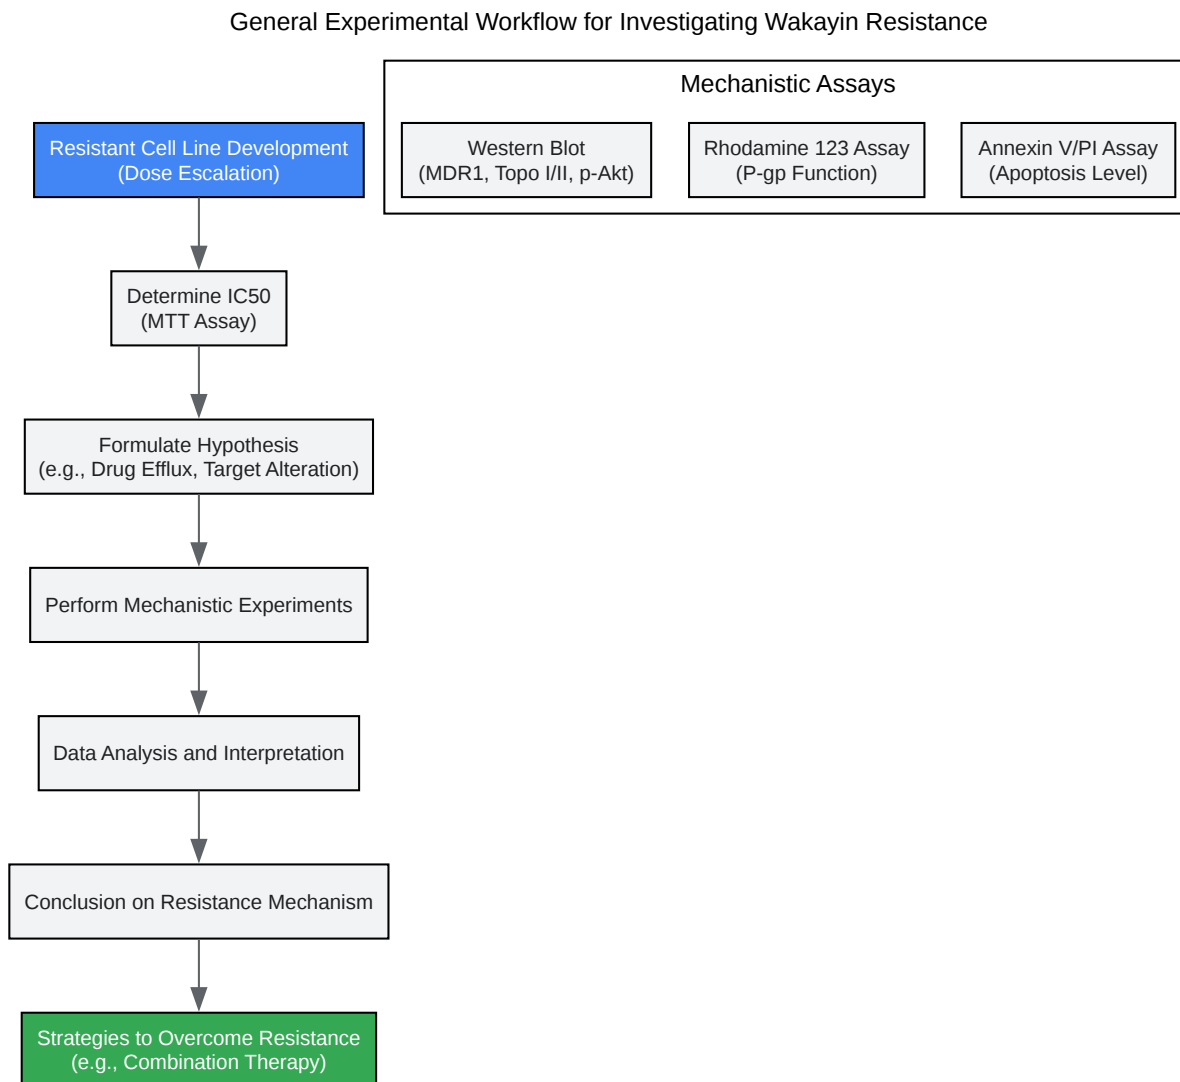 General Experimental Workflow for Investigating Wakayin Resistance
Mechanistic Assays
Resistant Cell Line Development
(Dose Escalation)
Western Blot
(MDR1, Topo I/II, p-Akt)
Rhodamine 123 Assay
(P-gp Function)
Annexin V/PI Assay
(Apoptosis Level)
Determine IC50
(MTT Assay)
Formulate Hypothesis
(e.g., Drug Efflux, Target Alteration)
Perform Mechanistic Experiments
Data Analysis and Interpretation
Conclusion on Resistance Mechanism
Strategies to Overcome Resistance
(e.g., Combination Therapy)